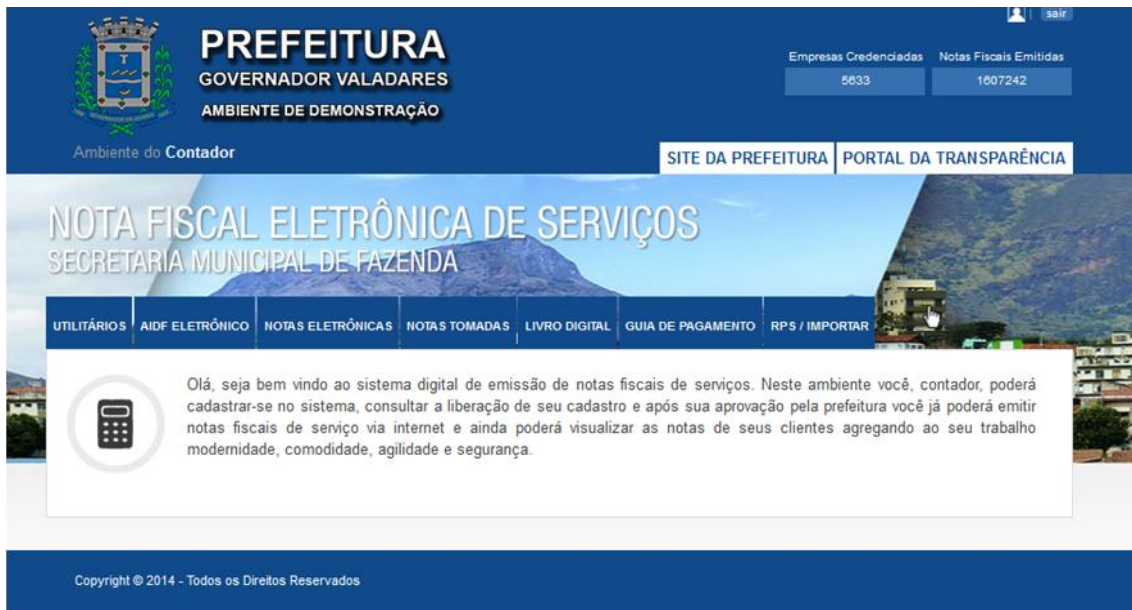 sair
PREFEITURA
GOVERNADOR VALADARES
AMBIENTE DE DEMONSTRAÇÃO
Empresas Credenciadas Notas Fiscais Emitidas
5633 1607242
Ambiente do Contador
SITE DA PREFEITURA PORTAL DA TRANSPARÊNCIA
NOTA FISCAL ELETRÔNICA DE SERVIÇOS
SECRETARIA MUNICIPAL DE FAZENDA
UTILITÁRIOS AIDF ELETRÔNICO NOTAS ELETRÔNICAS NOTAS TOMADAS LIVRO DIGITAL GUIA DE PAGAMENTO RPS / IMPORTAR
Olá, seja bem vindo ao sistema digital de emissão de notas fiscais de serviços. Neste ambiente você, contador, poderá
cadastrar-se no sistema, consultar a liberação de seu cadastro e após sua aprovação pela prefeitura você já poderá emitir
notas fiscais de serviço via internet e ainda poderá visualizar as notas de seus clientes agregando ao seu trabalho
modernidade, comodidade, agilidade e segurança.
Copyright © 2014 - Todos os Direitos Reservados